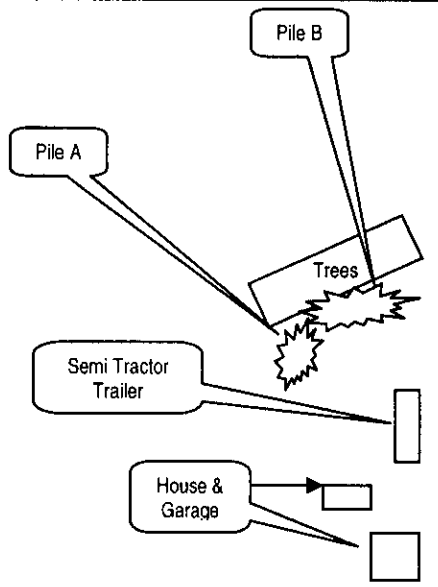 Pile B
Pile A
Trees
Semi Tractor
Trailer
House &
Garage